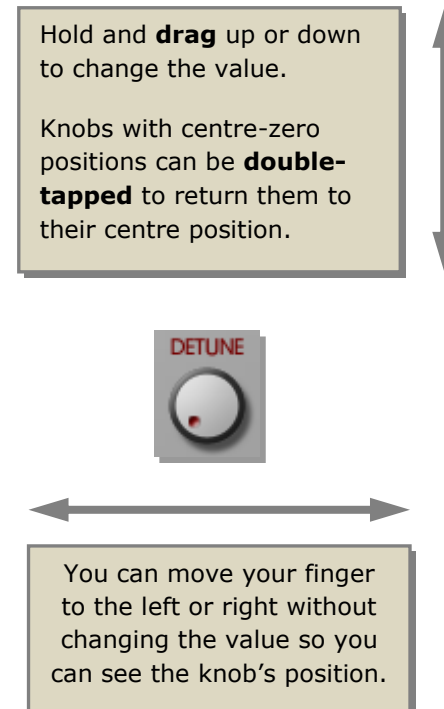 Hold and drag up or down
to change the value.
Knobs with centre-zero
positions can be double-
tapped to return them to
their centre position.
DETUNE
You can move your finger
to the left or right without
changing the value so you
can see the knob’s position.